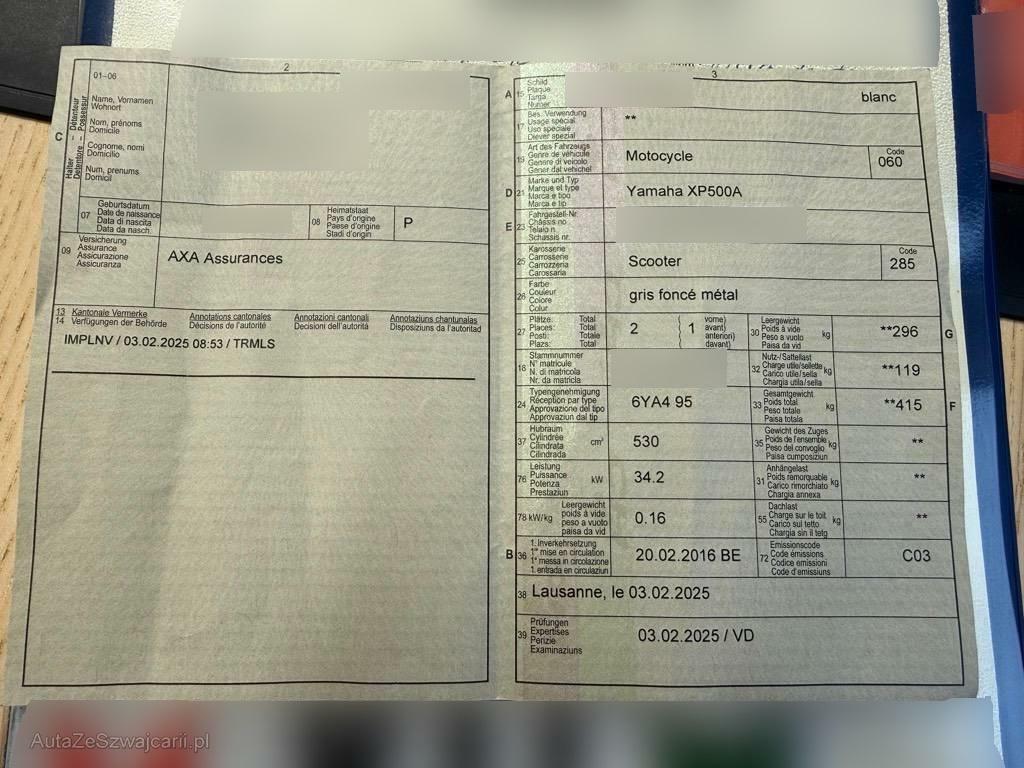 2
01–06
C
Halter – Détenteur
Detentore – Possessur
Name, Vornamen
Wohnort
Nom, prénoms
Domicile
Cognome, nomi
Domicilio
Num, prenums
Domicil
07
Geburtsdatum
Date de naissance
Data di nascita
Data da nasch.
08
Heimatstaat
Pays d'origine
Paese d'origine
Stadi d'origin
P
09
Versicherung
Assurance
Assicurazione
Assicuranza
AXA Assurances
13 Kantonale Vermerke Annotations cantonales Annotazioni cantonali Annotaziuns chantunalas
14 Verfügungen der Behörde Décisions de l'autorité Decisioni dell'autorità Disposiziuns da l'autoritad
IMPLNV / 03.02.2025 08:53 / TRMLS
3
A 15
Schild
Plaque
Targa
Numer
blanc
17
Bes. Verwendung
Usage spécial
Uso speciale
Diever spezial
**
19
Art des Fahrzeugs
Genre de véhicule
Genere di veicolo
Gener dal vehichel
Motocycle
Code
060
D 21
Marke und Typ
Marque et type
Marca e tipo
Marca e tip
Yamaha XP500A
E 23
Fahrgestell-Nr.
Châssis no
Telaio n.
Schassis nr.
25
Karosserie
Carrosserie
Carrozzeria
Carossaria
Scooter
Code
285
26
Farbe
Couleur
Colore
Colur
gris foncé métal
27
Plätze: Total
Places: Total
Posti: Totale
Plazs: Total
2 { 1
vorne)
avant)
anteriori)
davant)
30
Leergewicht
Poids à vide
Peso a vuoto
Paisa da vid
kg
**296
G
18
Stammnummer
N° matricule
N. di matricola
Nr. da matricla
32
Nutz-/Sattellast
Charge utile/sellette
Carico utile/sella
Chargia utila/sella
kg
**119
24
Typengenehmigung
Réception par type
Approvazione del tipo
Approvaziun dal tip
6YA4 95
33
Gesamtgewicht
Poids total
Peso totale
Paisa totala
kg
**415
F
37
Hubraum
Cylindrée
Cilindrata
Cilindrada
cm³
530
35
Gewicht des Zuges
Poids de l'ensemble
Peso del convoglio
Paisa cumposiziun
kg
**
76
Leistung
Puissance
Potenza
Prestaziun
kW
34.2
31
Anhängelast
Poids remorquable
Carico rimorchiato
Chargia annexa
kg
**
78 kW/kg
Leergewicht
poids à vide
peso a vuoto
paisa da vid
0.16
55
Dachlast
Charge sur le toit
Carico sul tetto
Chargia sin il tetg
kg
**
B 36
1. Inverkehrsetzung
1re mise en circulation
1a messa in circolazione
1. entrada en circulaziun
20.02.2016 BE
72
Emissionscode
Code émissions
Codice emissioni
Code d'emissiuns
C03
38 Lausanne, le 03.02.2025
39
Prüfungen
Expertises
Perizie
Examinaziuns
03.02.2025 / VD
AutaZeSzwajcarii.pl